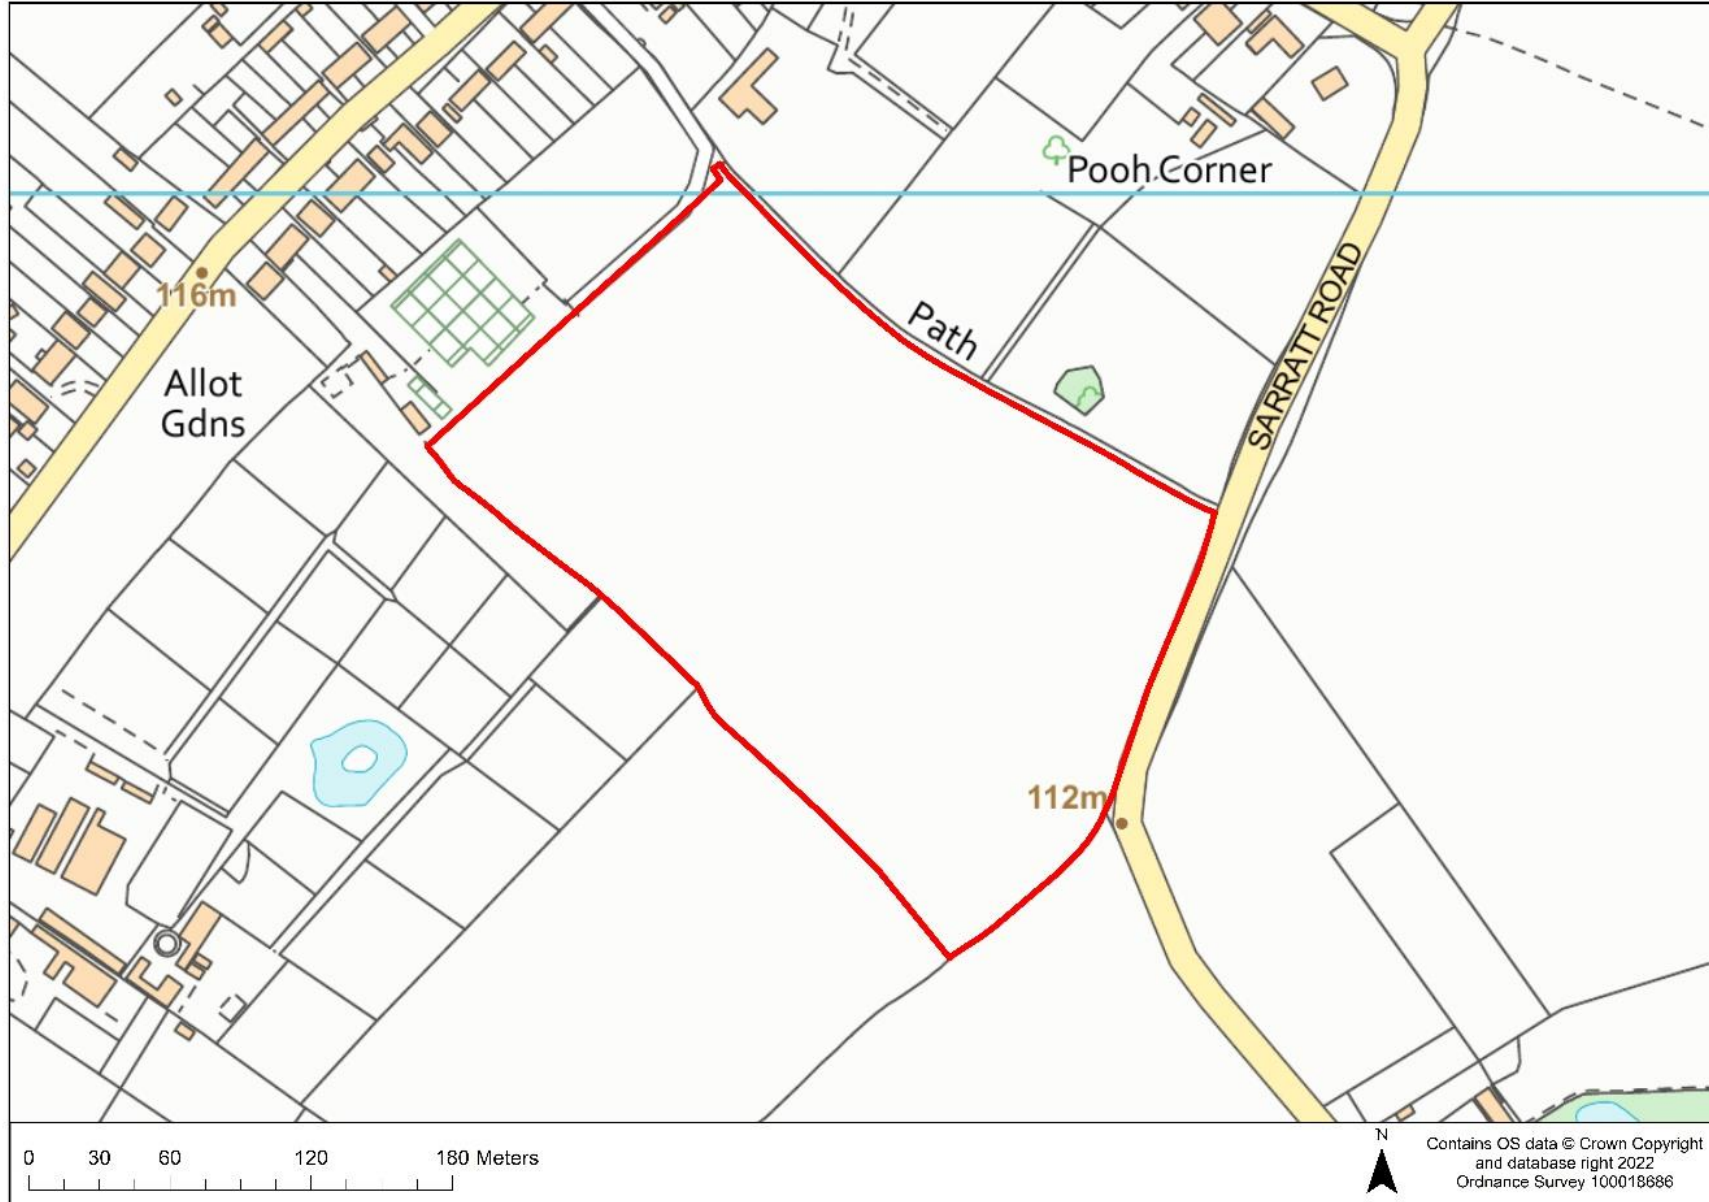 Pooh Corner
116m
SARRATT ROAD
Path
Allot
Gdns
112m
0 30 60 120 180 Meters
N
Contains OS data © Crown Copyright
and database right 2022
Ordnance Survey 100018686